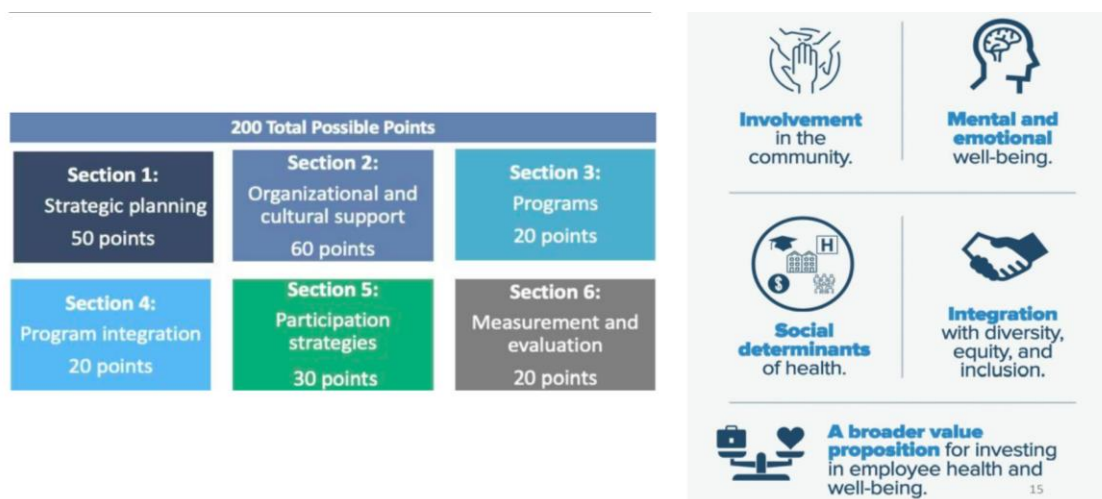 200 Total Possible Points
Section 1:
Strategic planning
50 points
Section 2:
Organizational and
cultural support
60 points
Section 3:
Programs
20 points
Section 4:
Program integration
20 points
Section 5:
Participation
strategies
30 points
Section 6:
Measurement and
evaluation
20 points
Involvement
in the
community.
Mental and
emotional
well-being.
H
$
Social
determinants
of health.
Integration
with diversity,
equity, and
inclusion.
A broader value
proposition for investing
in employee health and
well-being.
15